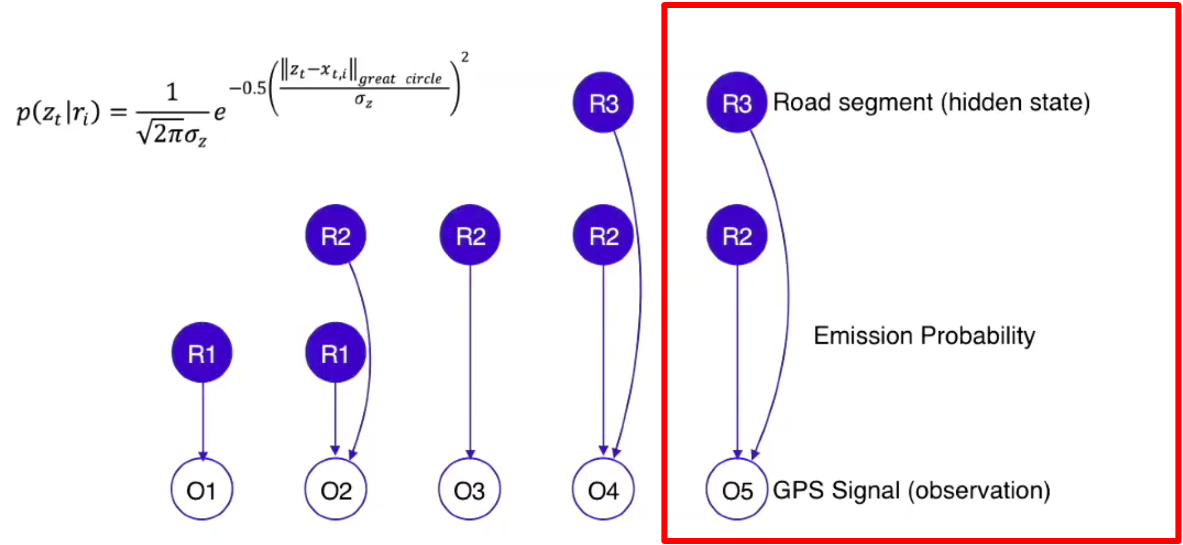 p(z_t|r_i) = \frac{1}{\sqrt{2\pi}\sigma_z} e^{-0.5\left(\frac{\|z_t - x_{t,i}\|_{great\ circle}}{\sigma_z}\right)^2}
R3 R3 Road segment (hidden state)
R2 R2 R2 R2
Emission Probability
R1 R1
O1 O2 O3 O4 O5 GPS Signal (observation)